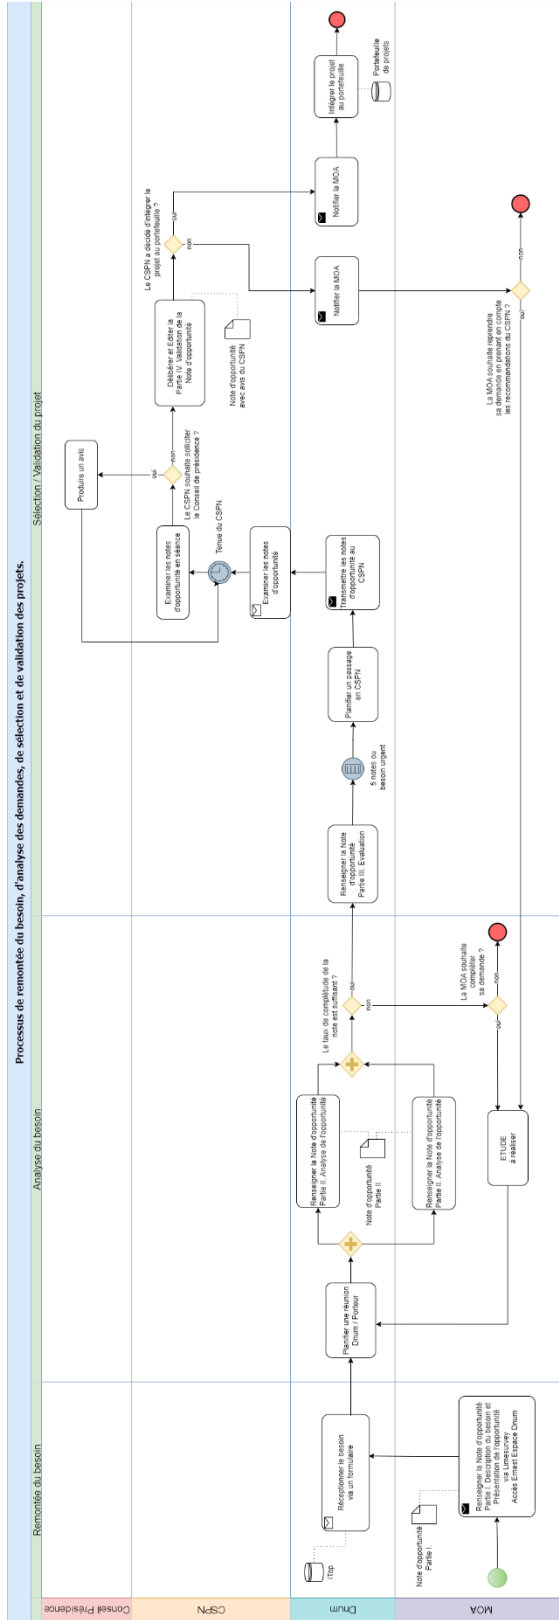 Processus de remontée du besoin, d'analyse des demandes, de sélection et de validation des projets.
Remontée du besoin
Analyse du besoin
Sélection / Validation du projet
Conseil Présidence
CSPN
Dnum
MOA
Renseigner la Note d'opportunité
Partie I. Description du besoin et
Présentation de l'opportunité
via Limesurvey
Accès Ernest Espace Dnum
Note d'opportunité
Partie I.
Réceptionner le besoin
via un formulaire
iTop
Planifier une réunion
Dnum / Porteur
Renseigner la Note d'opportunité
Partie II. Analyse de l'opportunité
Note d'opportunité
Partie II
Renseigner la Note d'opportunité
Partie II. Analyse de l'opportunité
Le taux de complétude de la
note est suffisant ?
oui
non
La MOA souhaite
compléter
sa demande ?
non
oui
ETUDE
à réaliser
Renseigner la Note
d'opportunité
Partie III. Evaluation
5 notes ou
besoin urgent
Planifier un passage
en CSPN
Transmettre les notes
d'opportunité au
CSPN
Examiner les notes
d'opportunité
Tenue du CSPN
Examiner les notes
d'opportunité en séance
Le CSPN souhaite solliciter
le Conseil de présidence ?
oui
non
Produire un avis
Délibérer et Editer la
Partie IV. Validation de la
Note d'opportunité
Note d'opportunité
avec avis du CSPN
Le CSPN a décidé d'intégrer le
projet au portefeuille ?
oui
non
Notifier la MOA
Notifier la MOA
Intégrer le projet
au portefeuille
Portefeuille
de projets
La MOA souhaite reprendre
sa demande en prenant en compte
les recommandations du CSPN ?
non
oui